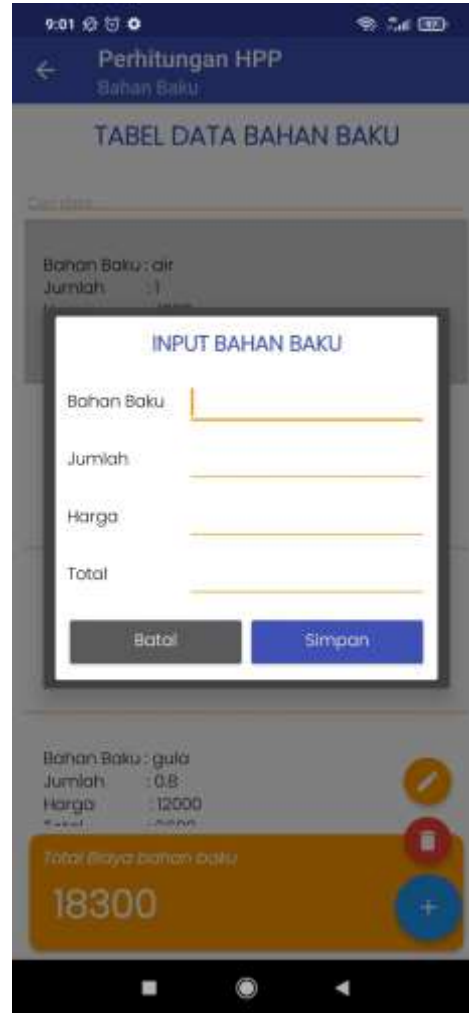 9:01
Perhitungan HPP
Bahan Baku
TABEL DATA BAHAN BAKU
Cari data
Bahan Baku : air
Jumlah : 1
INPUT BAHAN BAKU
Bahan Baku
Jumlah
Harga
Total
Batal
Simpan
Bahan Baku : gula
Jumlah : 0.8
Harga : 12000
Total Biaya bahan baku
18300
+